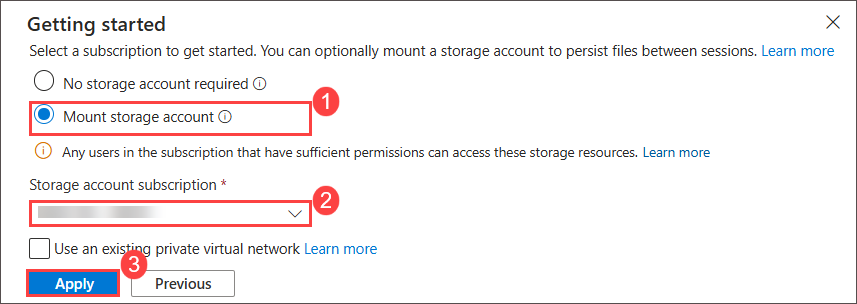 Getting started
Select a subscription to get started. You can optionally mount a storage account to persist files between sessions. Learn more
No storage account required
Mount storage account
1
Any users in the subscription that have sufficient permissions can access these storage resources. Learn more
Storage account subscription *
2
Use an existing private virtual network Learn more
3
Apply Previous